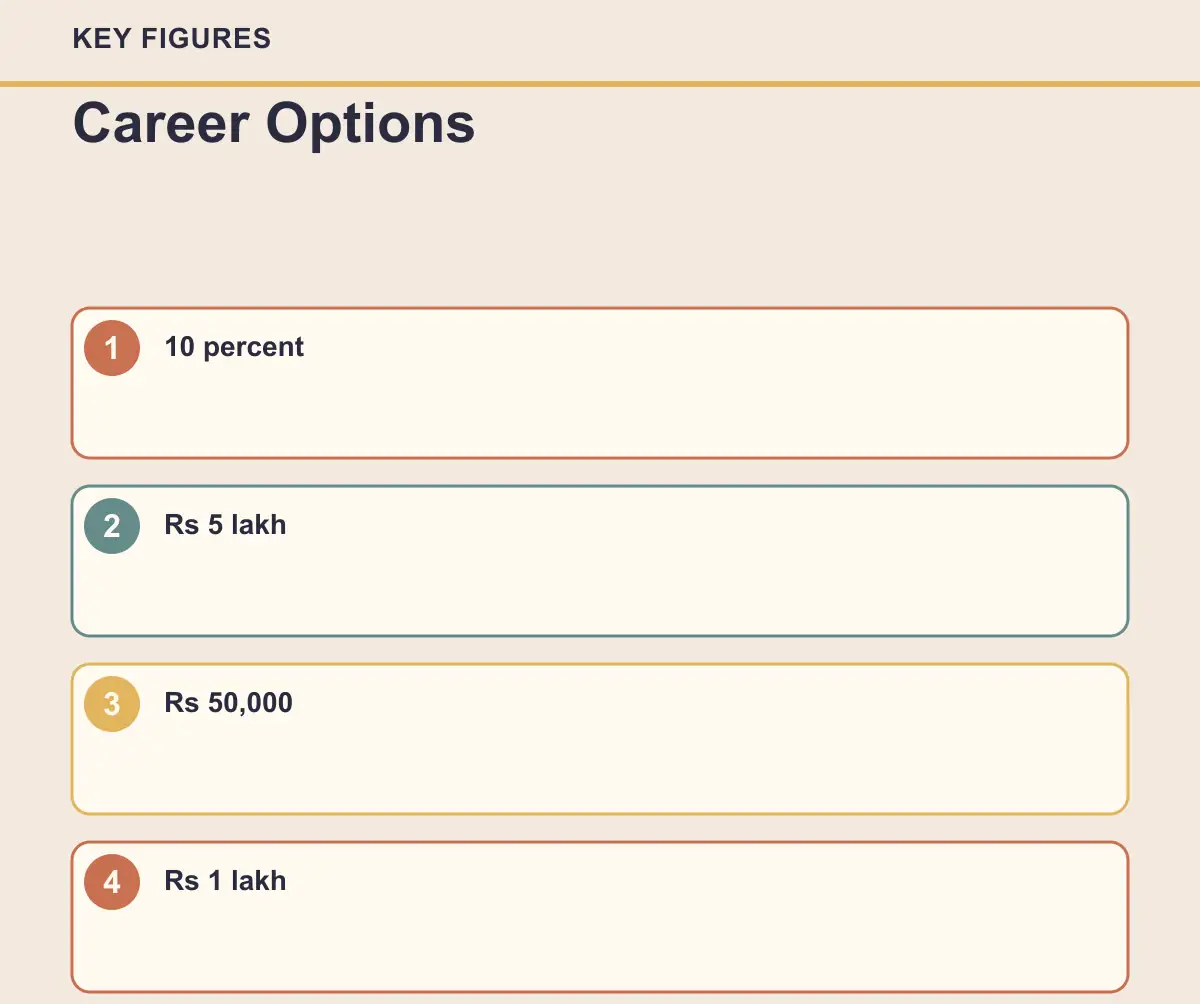 KEY FIGURES
Career Options
1 10 percent
2 Rs 5 lakh
3 Rs 50,000
4 Rs 1 lakh